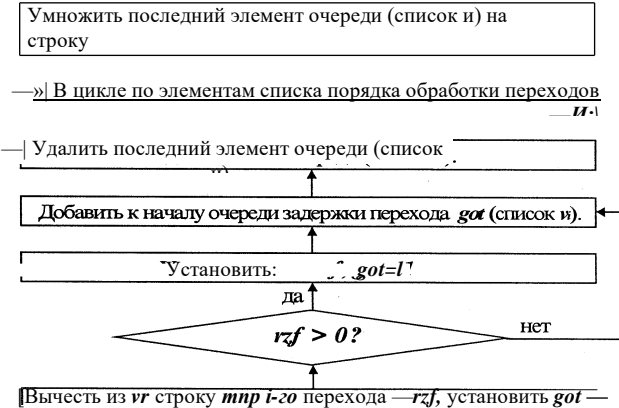 Умножить последний элемент очереди (список и) на
строку
—»| В цикле по элементам списка порядка обработки переходов
—И:\
—| Удалить последний элемент очереди (список
Добавить к началу очереди задержки перехода got (список vi).
Установить: f, got=l
да
rzf > 0?
нет
[Вычесть из vr строку mnp i-го перехода —rzf, установить got —